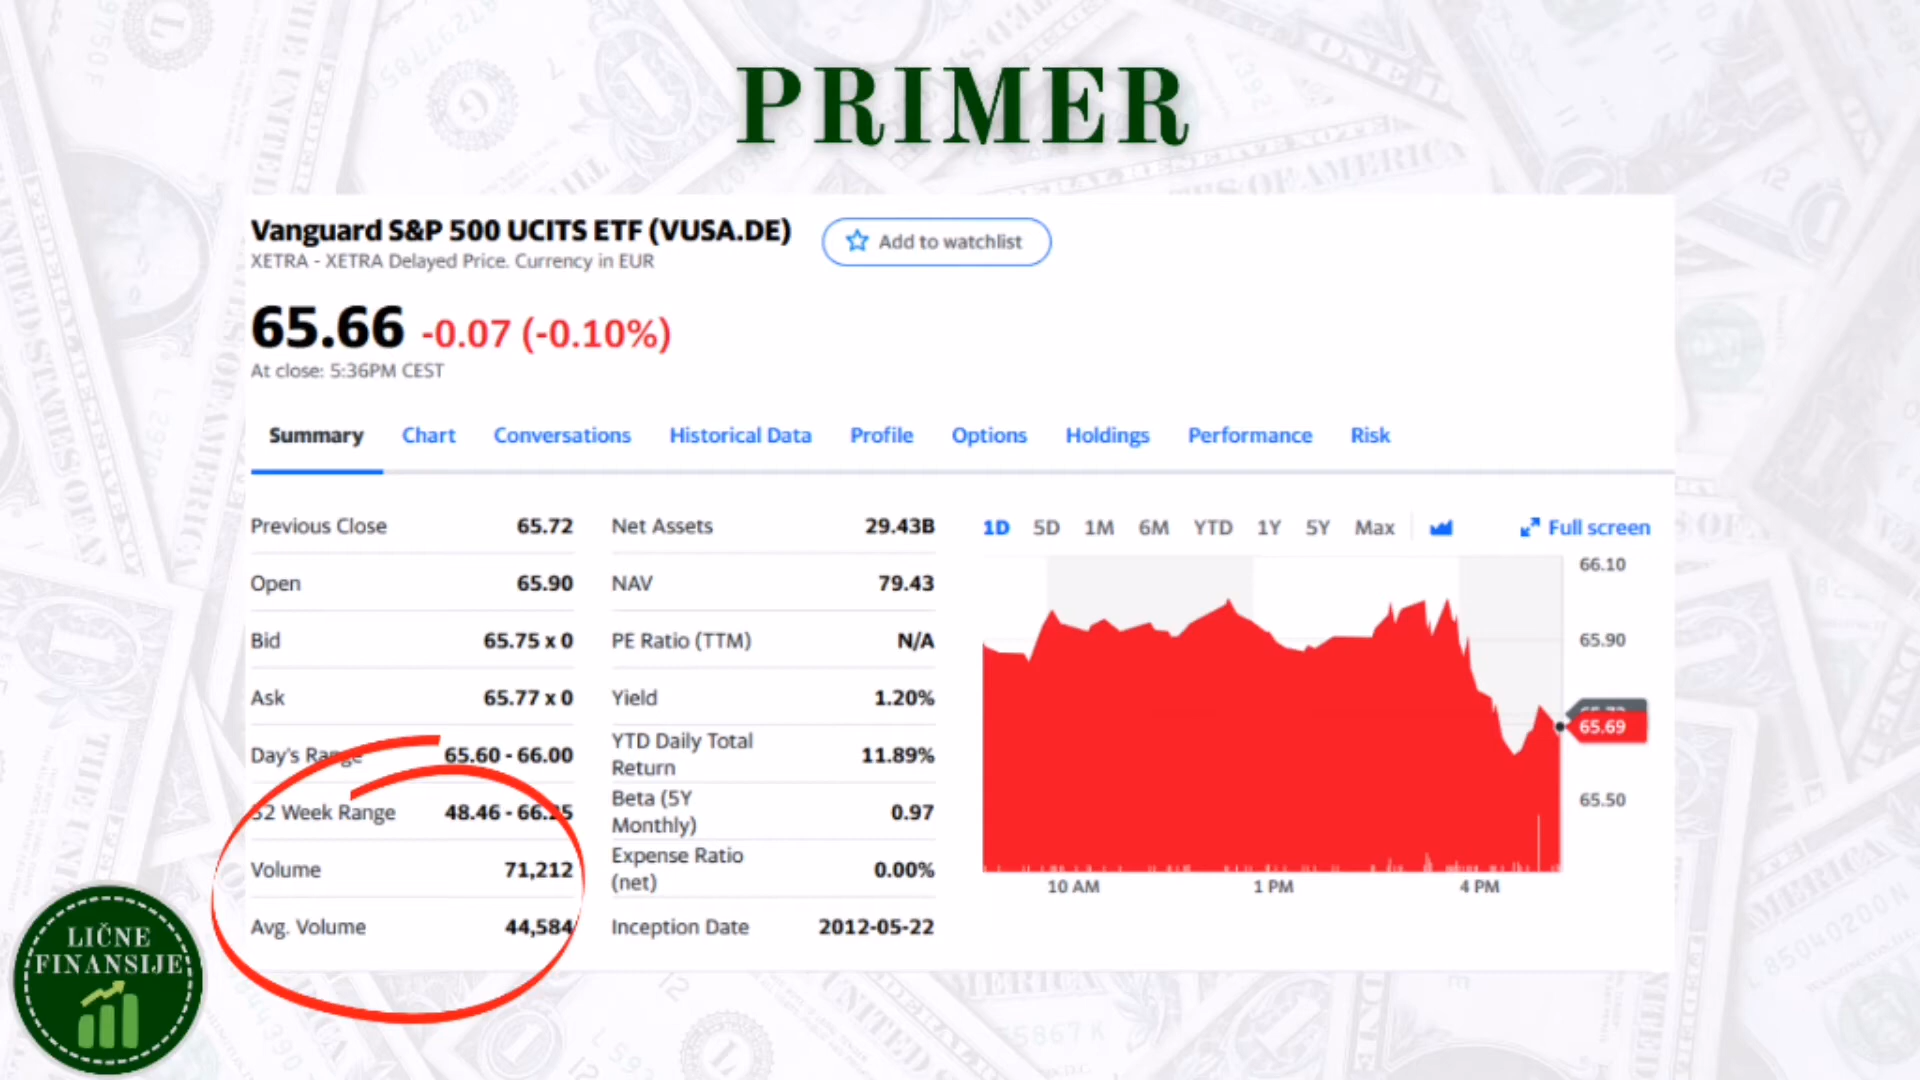 PRIMER
Vanguard S&P 500 UCITS ETF (VUSA.DE)
Add to watchlist
XETRA - XETRA Delayed Price. Currency in EUR
65.66 -0.07 (-0.10%)
At close: 5:36PM CEST
Summary Chart Conversations Historical Data Profile Options Holdings Performance Risk
Previous Close 65.72
Open 65.90
Bid 65.75 x 0
Ask 65.77 x 0
Day's Range 65.60 - 66.00
52 Week Range 48.46 -
Volume 71,212
Avg. Volume 44,584
Net Assets 29.43B
NAV 79.43
PE Ratio (TTM) N/A
Yield 1.20%
YTD Daily Total
Return 11.89%
Beta (5Y
Monthly) 0.97
Expense Ratio
(net) 0.00%
Inception Date 2012-05-22
1D 5D 1M 6M YTD 1Y 5Y Max Full screen
66.10
65.90
65.69
65.50
10 AM 1 PM 4 PM
LIČNE
FINANSIJE